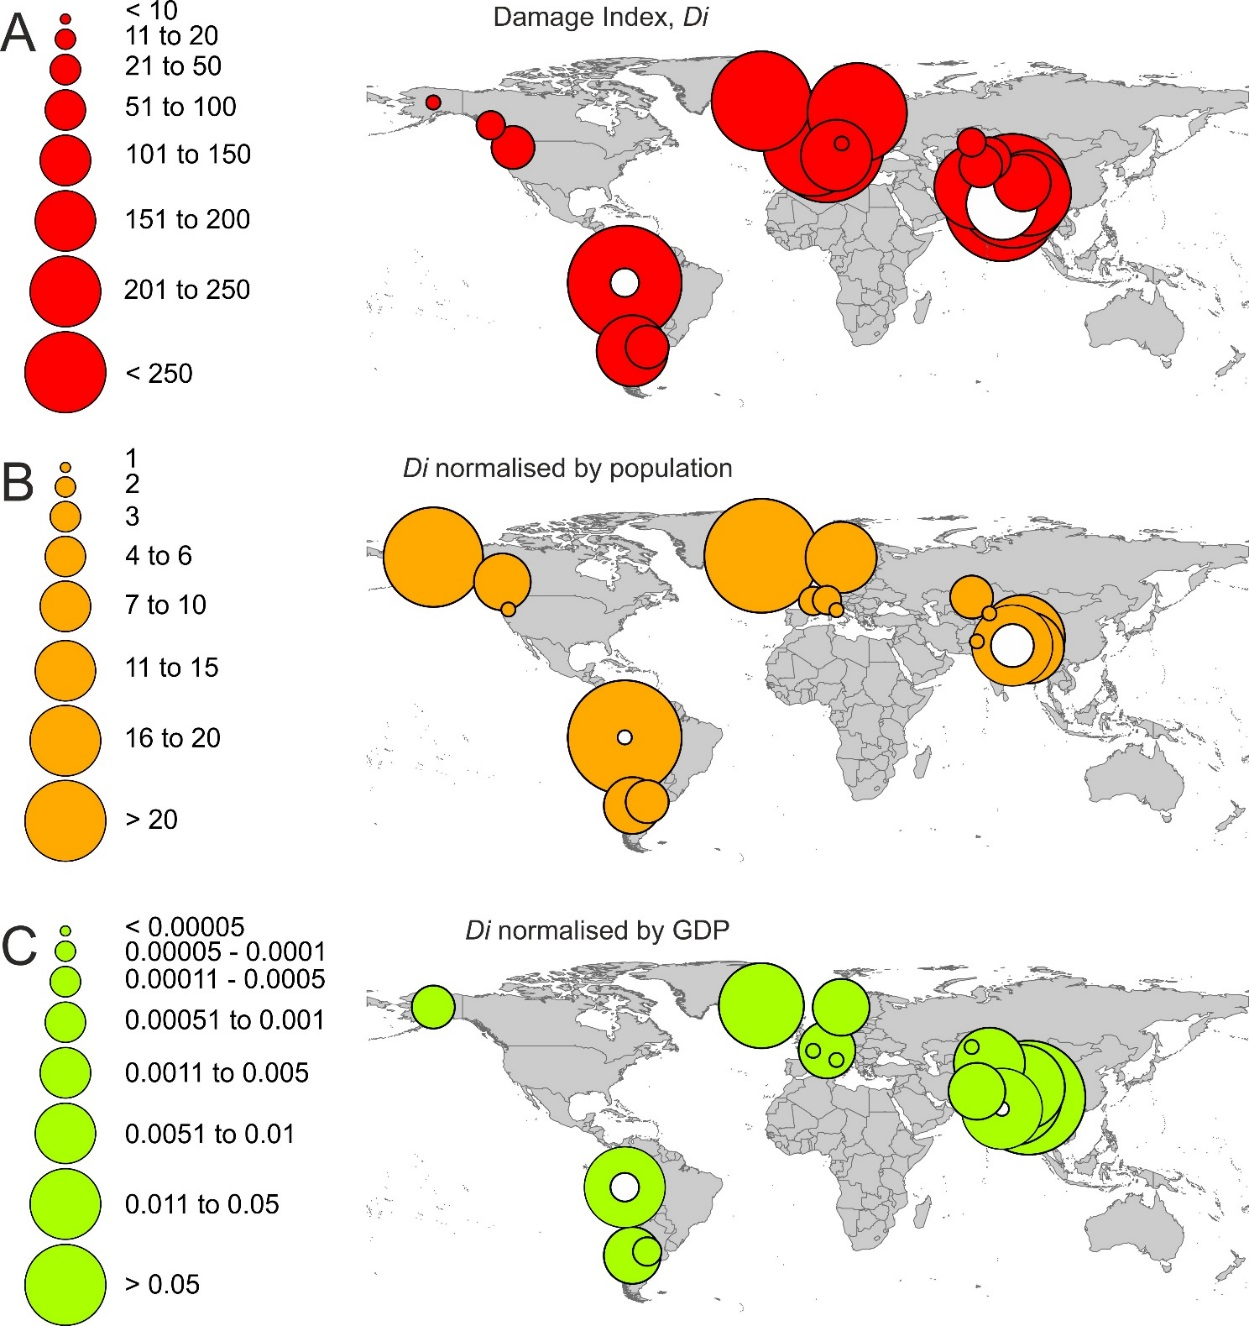 A
Damage Index, Di
< 10
11 to 20
21 to 50
51 to 100
101 to 150
151 to 200
201 to 250
< 250
B
Di normalised by population
1
2
3
4 to 6
7 to 10
11 to 15
16 to 20
> 20
C
Di normalised by GDP
< 0.00005
0.00005 - 0.0001
0.00011 - 0.0005
0.00051 to 0.001
0.0011 to 0.005
0.0051 to 0.01
0.011 to 0.05
> 0.05